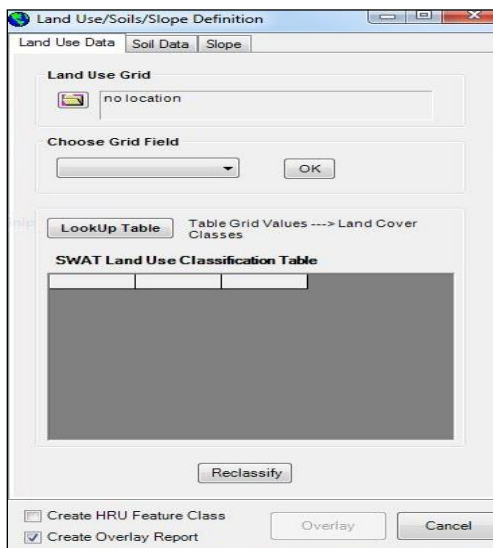 Land Use/Soils/Slope Definition
Land Use Data Soil Data Slope
Land Use Grid
no location
Choose Grid Field
OK
LookUp Table Table Grid Values ---> Land Cover
Classes
SWAT Land Use Classification Table
Reclassify
Create HRU Feature Class
Create Overlay Report
Overlay Cancel